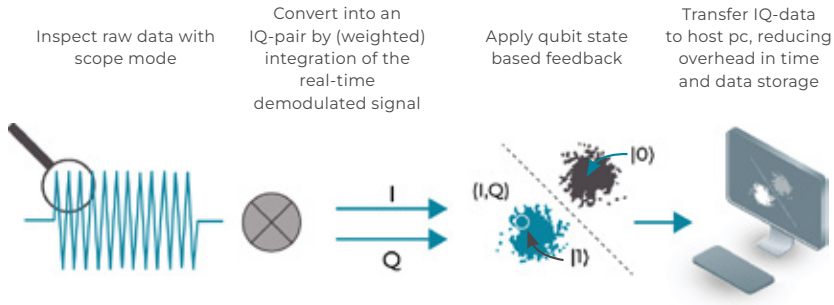 Inspect raw data with
scope mode
Convert into an
IQ-pair by (weighted)
integration of the
real-time
demodulated signal
Apply qubit state
based feedback
Transfer IQ-data
to host pc, reducing
overhead in time
and data storage
I
Q
(I,Q)
|0⟩
|1⟩